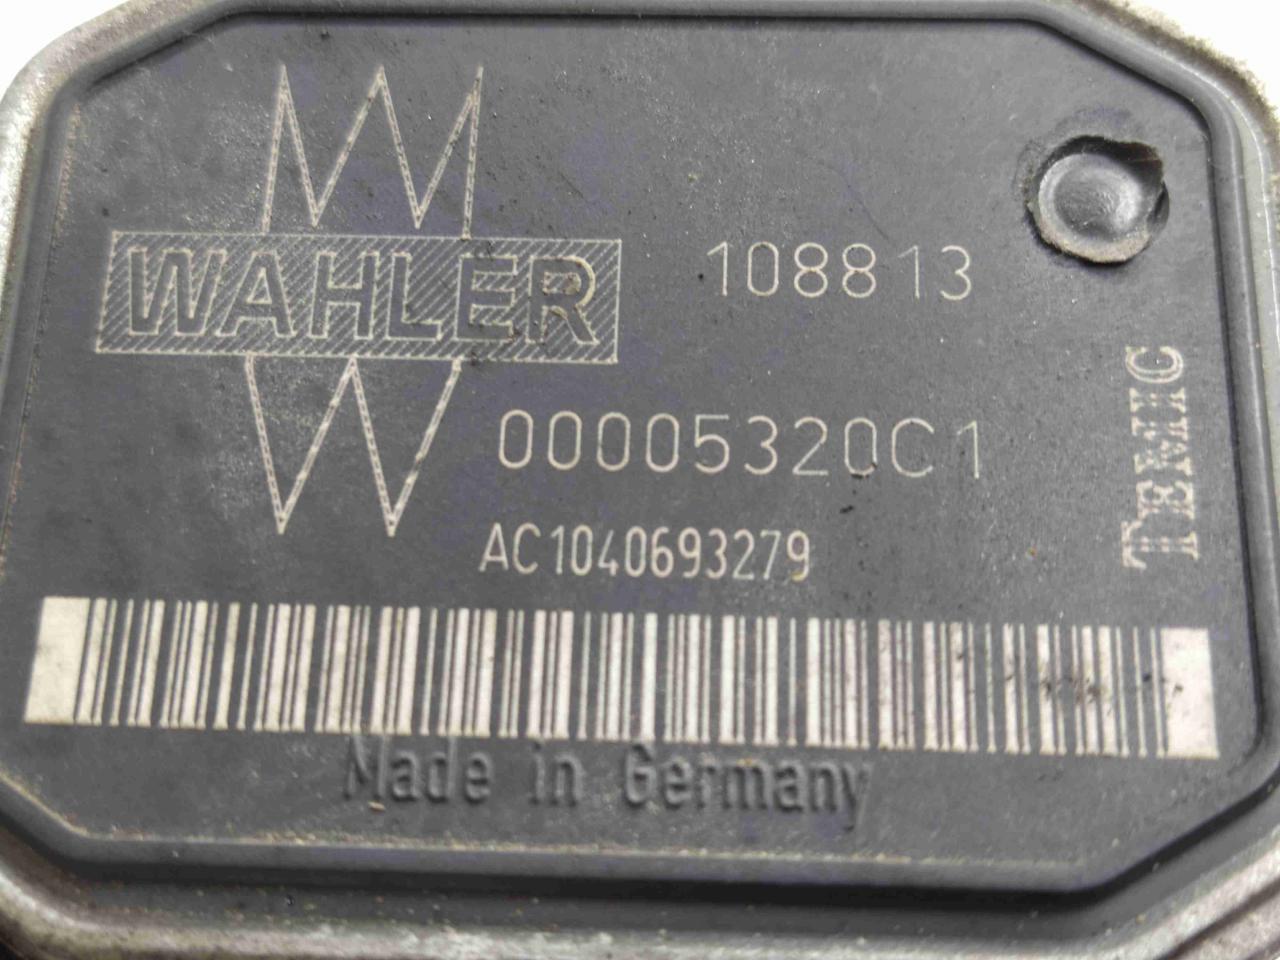 WAHLER
108813
00005320C1
AC1040693279
TEMIC
Made in Germany